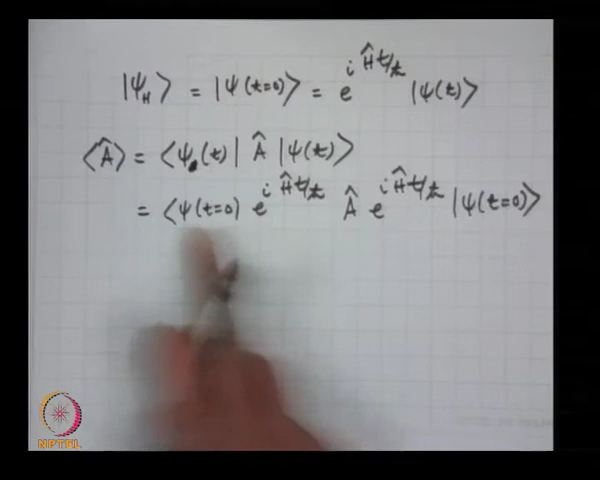 |ψ_H⟩ = |ψ(t=0)⟩ = e^{iĤt/ħ} |ψ(t)⟩
⟨Â⟩ = ⟨ψ(t)| Â |ψ(t)⟩
= ⟨ψ(t=0) e^{iĤt/ħ} Â e^{iĤt/ħ} |ψ(t=0)⟩
NPTEL